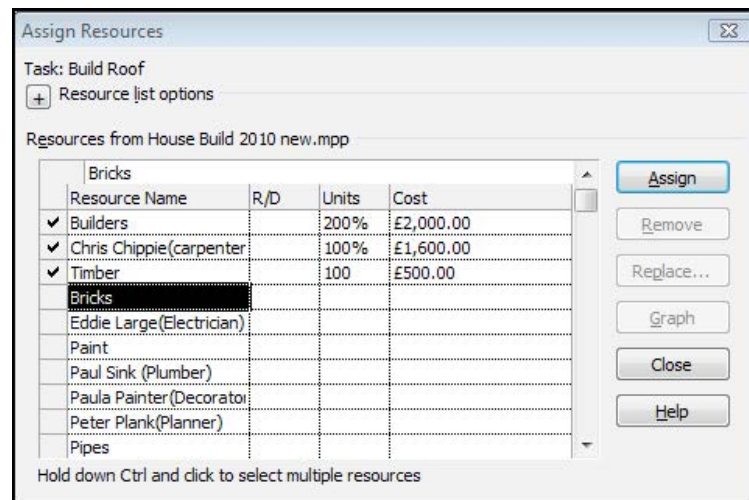 Assign Resources
Task: Build Roof
+ Resource list options
Resources from House Build 2010 new.mpp
Bricks
Resource Name R/D Units Cost
Builders 200% £2,000.00
Chris Chippie(carpenter 100% £1,600.00
Timber 100 £500.00
Bricks
Eddie Large(Electrician)
Paint
Paul Sink (Plumber)
Paula Painter(Decorator
Peter Plank(Planner)
Pipes
Assign
Remove
Replace...
Graph
Close
Help
Hold down Ctrl and click to select multiple resources